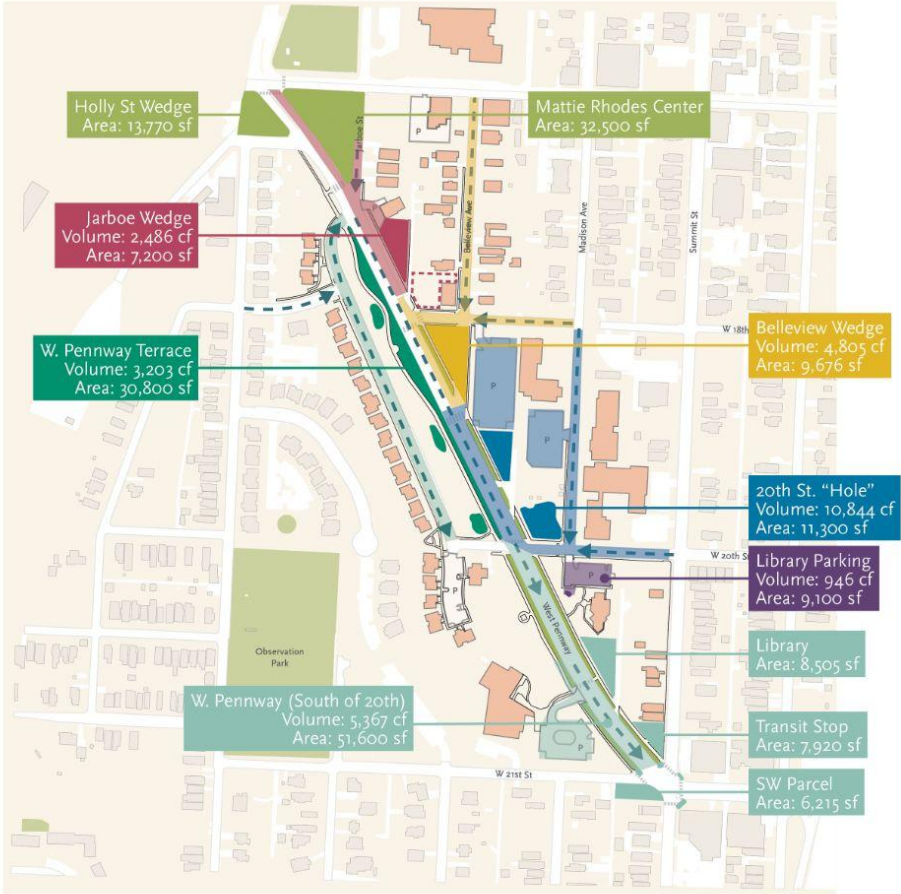 Holly St Wedge
Area: 13,770 sf
Mattie Rhodes Center
Area: 32,500 sf
P
Jarboe St
Belleview Ave
Madison Ave
Summit St
Jarboe Wedge
Volume: 2,486 cf
Area: 7,200 sf
W 18th
Belleview Wedge
Volume: 4,805 cf
Area: 9,676 sf
W. Pennway Terrace
Volume: 3,203 cf
Area: 30,800 sf
P
P
20th St. “Hole”
Volume: 10,844 cf
Area: 11,300 sf
W 20th St
Library Parking
Volume: 946 cf
Area: 9,100 sf
P
P
West Pennway
Observation
Park
Library
Area: 8,505 sf
W. Pennway (South of 20th)
Volume: 5,367 cf
Area: 51,600 sf
Transit Stop
Area: 7,920 sf
P
W 21st St
SW Parcel
Area: 6,215 sf